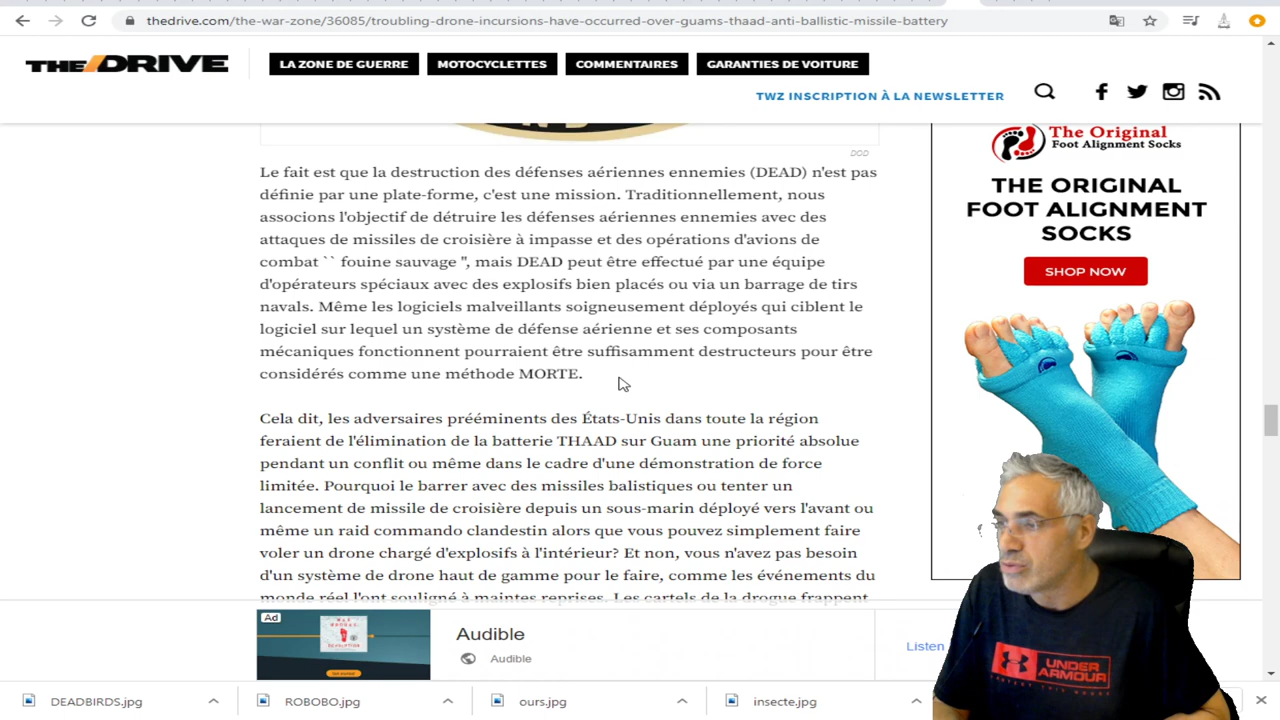 thedrive.com/the-war-zone/36085/troubling-drone-incursions-have-occurred-over-guams-thaad-anti-ballistic-missile-battery
THE/DRIVE
LA ZONE DE GUERRE
MOTOCYCLETTES
COMMENTAIRES
GARANTIES DE VOITURE
TWZ INSCRIPTION À LA NEWSLETTER
DOD
Le fait est que la destruction des défenses aériennes ennemies (DEAD) n'est pas
définie par une plate-forme, c'est une mission. Traditionnellement, nous
associons l'objectif de détruire les défenses aériennes ennemies avec des
attaques de missiles de croisière à impasse et des opérations d'avions de
combat `` fouine sauvage '', mais DEAD peut être effectué par une équipe
d'opérateurs spéciaux avec des explosifs bien placés ou via un barrage de tirs
navals. Même les logiciels malveillants soigneusement déployés qui ciblent le
logiciel sur lequel un système de défense aérienne et ses composants
mécaniques fonctionnent pourraient être suffisamment destructeurs pour être
considérés comme une méthode MORTE.
Cela dit, les adversaires prééminents des États-Unis dans toute la région
feraient de l'élimination de la batterie THAAD sur Guam une priorité absolue
pendant un conflit ou même dans le cadre d'une démonstration de force
limitée. Pourquoi le barrer avec des missiles balistiques ou tenter un
lancement de missile de croisière depuis un sous-marin déployé vers l'avant ou
même un raid commando clandestin alors que vous pouvez simplement faire
voler un drone chargé d'explosifs à l'intérieur? Et non, vous n'avez pas besoin
d'un système de drone haut de gamme pour le faire, comme les événements du
monde réel l'ont souligné à maintes reprises. Les cartels de la drogue frappent
The Original
Foot Alignment Socks
THE ORIGINAL
FOOT ALIGNMENT
SOCKS
SHOP NOW
Ad
Audible
Audible
Listen
UNDER
ARMOUR
DEADBIRDS.jpg
ROBOBO.jpg
ours.jpg
insecte.jpg